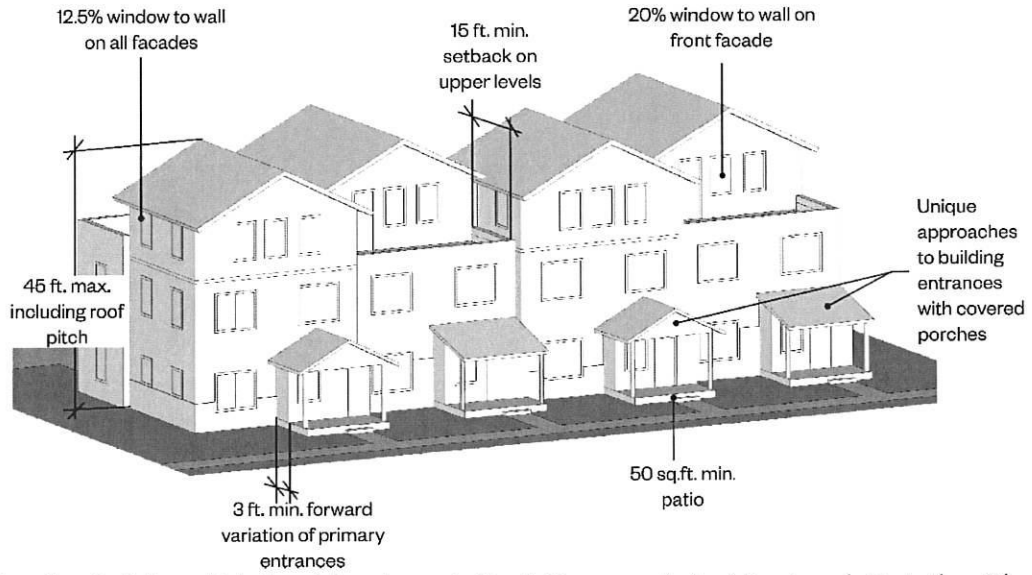 12.5% window to wall
on all facades
15 ft. min.
setback on
upper levels
20% window to wall on
front facade
Unique
approaches
to building
entrances
with covered
porches
45 ft. max.
including roof
pitch
50 sq.ft. min.
patio
3 ft. min. forward
variation of primary
entrances